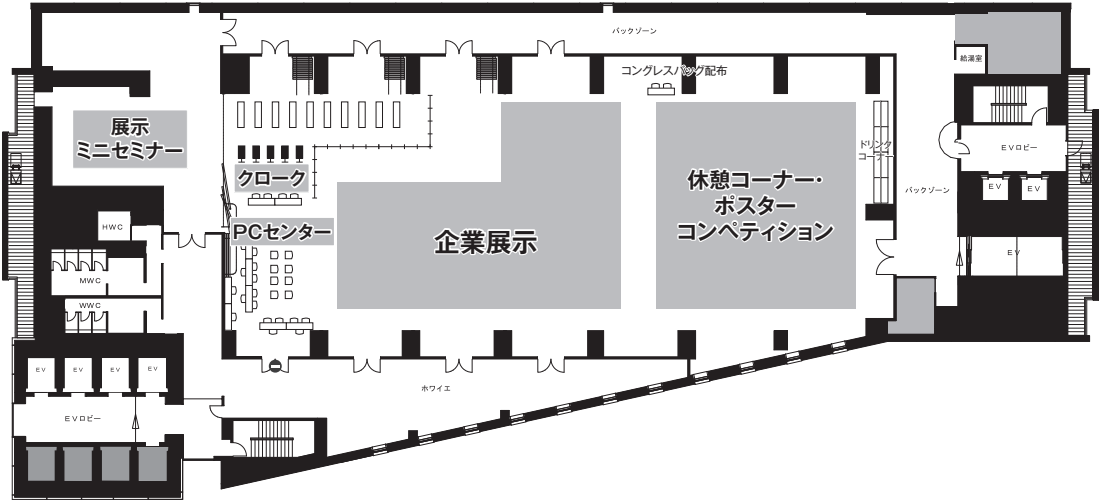 バックゾーン
コングレスバッグ配布
給湯室
展示
ミニセミナー
ドリンク
コーナー
EVロビー
クローク
休憩コーナー・
ポスター
コンペティション
バックゾーン
EV
EV
HWC
PCセンター
企業展示
EV
MWC
WWC
EV
EV
EV
EV
ホワイエ
EVロビー